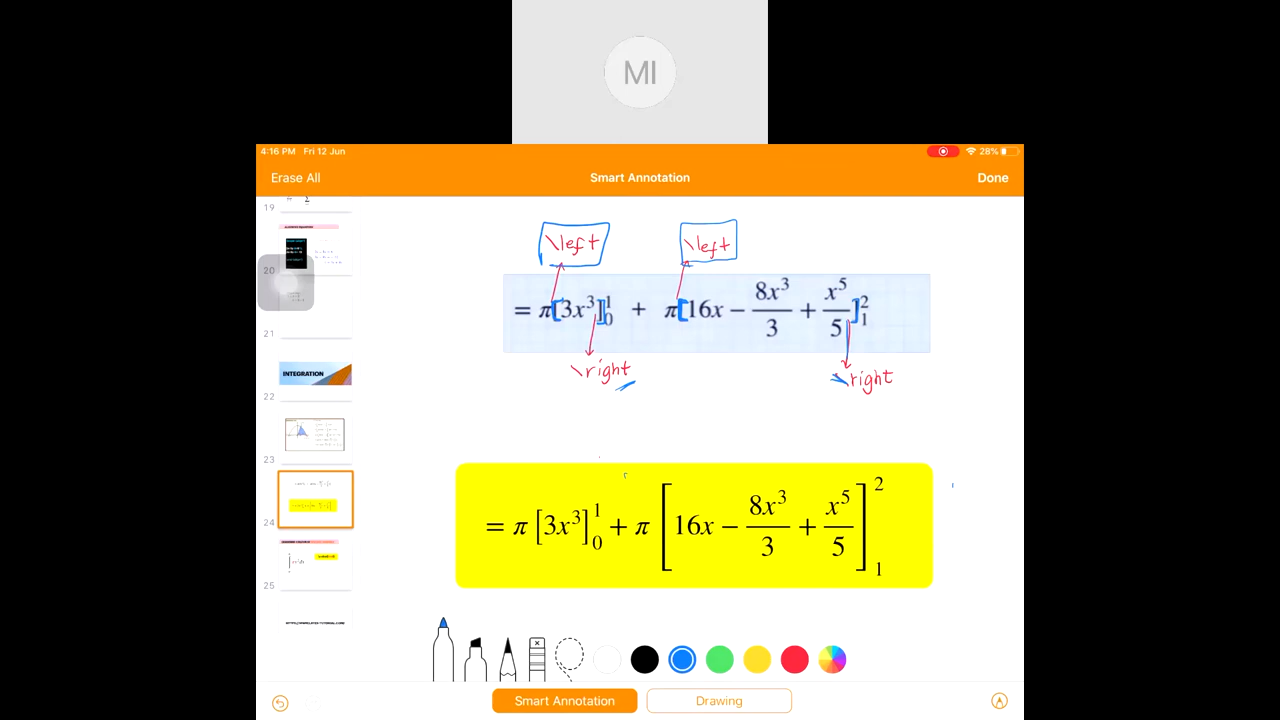 MI
4:16 PM Fri 12 Jun
28%
Erase All
Smart Annotation
Done
19
20
21
22
INTEGRATION
23
24
25
\left
\left
= π[3x³]₀¹ + π[16x − 8x³/3 + x⁵/5]₁²
\right
\right
= π [3x³]₀¹ + π [16x − 8x³/3 + x⁵/5]₁²
Smart Annotation
Drawing